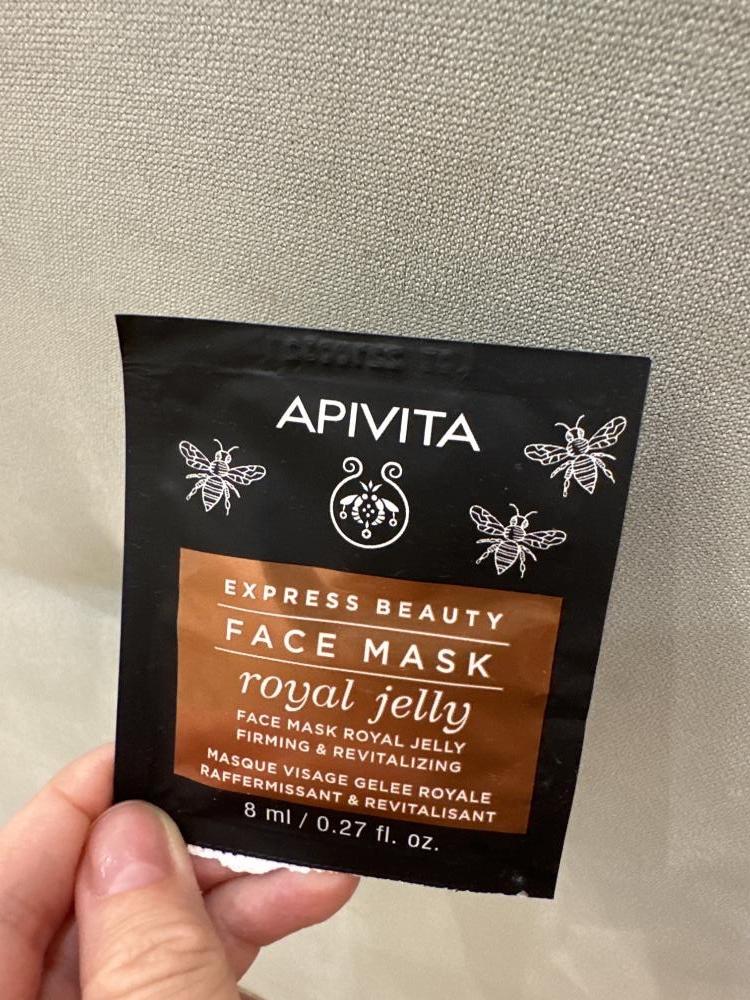 APIVITA
EXPRESS BEAUTY
FACE MASK
royal jelly
FACE MASK ROYAL JELLY
FIRMING & REVITALIZING
MASQUE VISAGE GELEE ROYALE
RAFFERMISSANT & REVITALISANT
8 ml / 0.27 fl. oz.